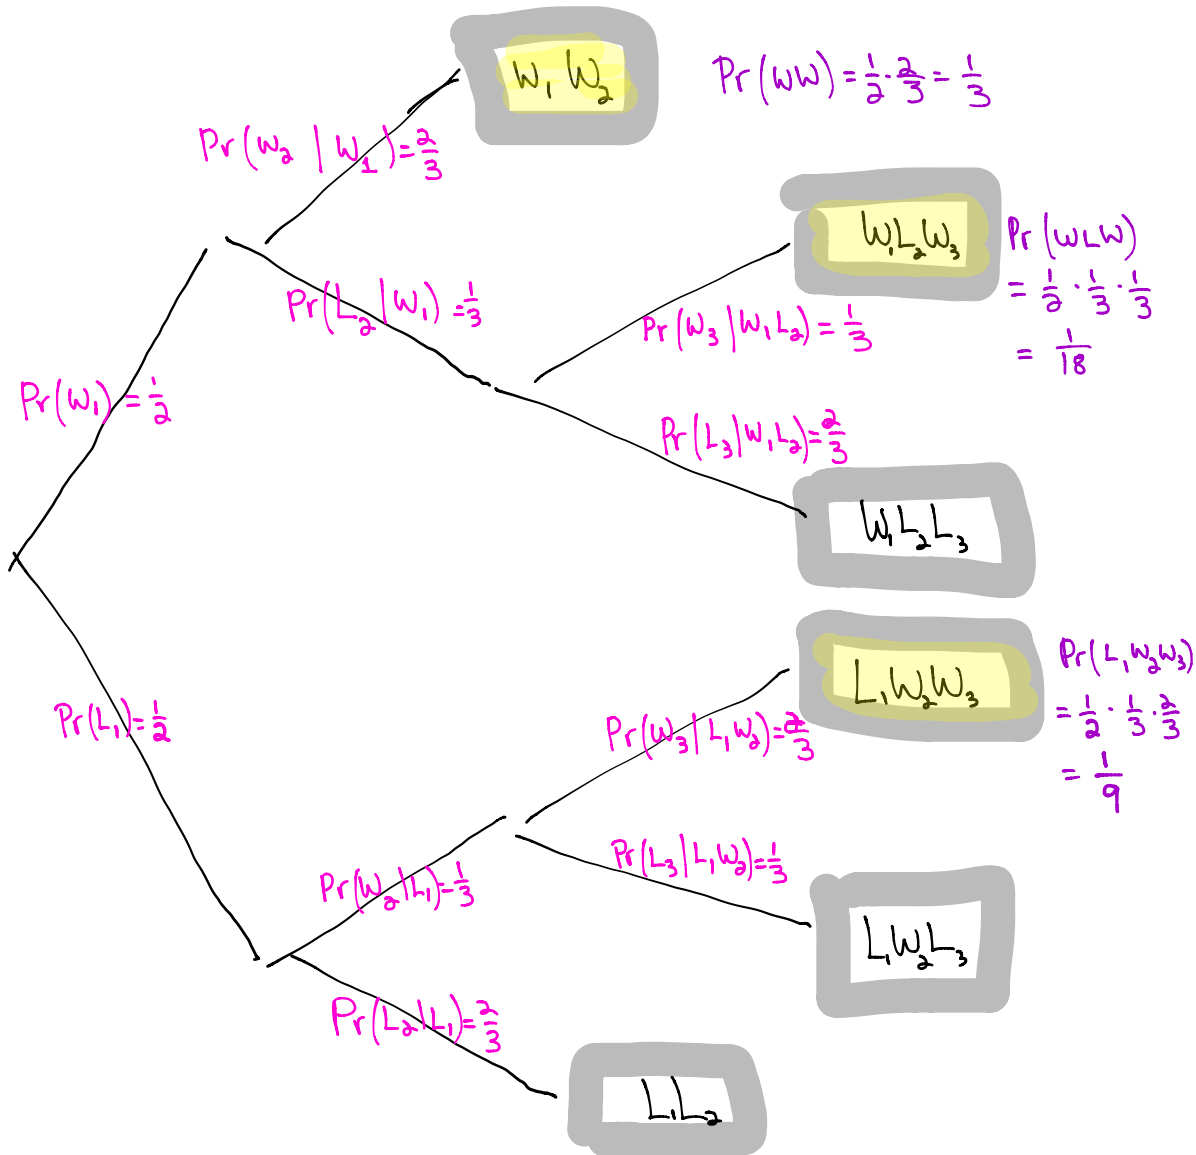 W₁W₂
Pr(WW) = 1/2 · 2/3 = 1/3
Pr(W₂ | W₁) = 2/3
W₁L₂W₃
Pr(WLW)
= 1/2 · 1/3 · 1/3
= 1/18
Pr(L₂ | W₁) = 1/3
Pr(W₃ | W₁L₂) = 1/3
Pr(W₁) = 1/2
Pr(L₃ | W₁L₂) = 2/3
W₁L₂L₃
L₁W₂W₃
Pr(L₁W₂W₃)
= 1/2 · 1/3 · 2/3
= 1/9
Pr(L₁) = 1/2
Pr(W₃ | L₁W₂) = 2/3
Pr(L₃ | L₁W₂) = 1/3
Pr(W₂ | L₁) = 1/3
L₁W₂L₃
Pr(L₂ | L₁) = 2/3
L₁L₂